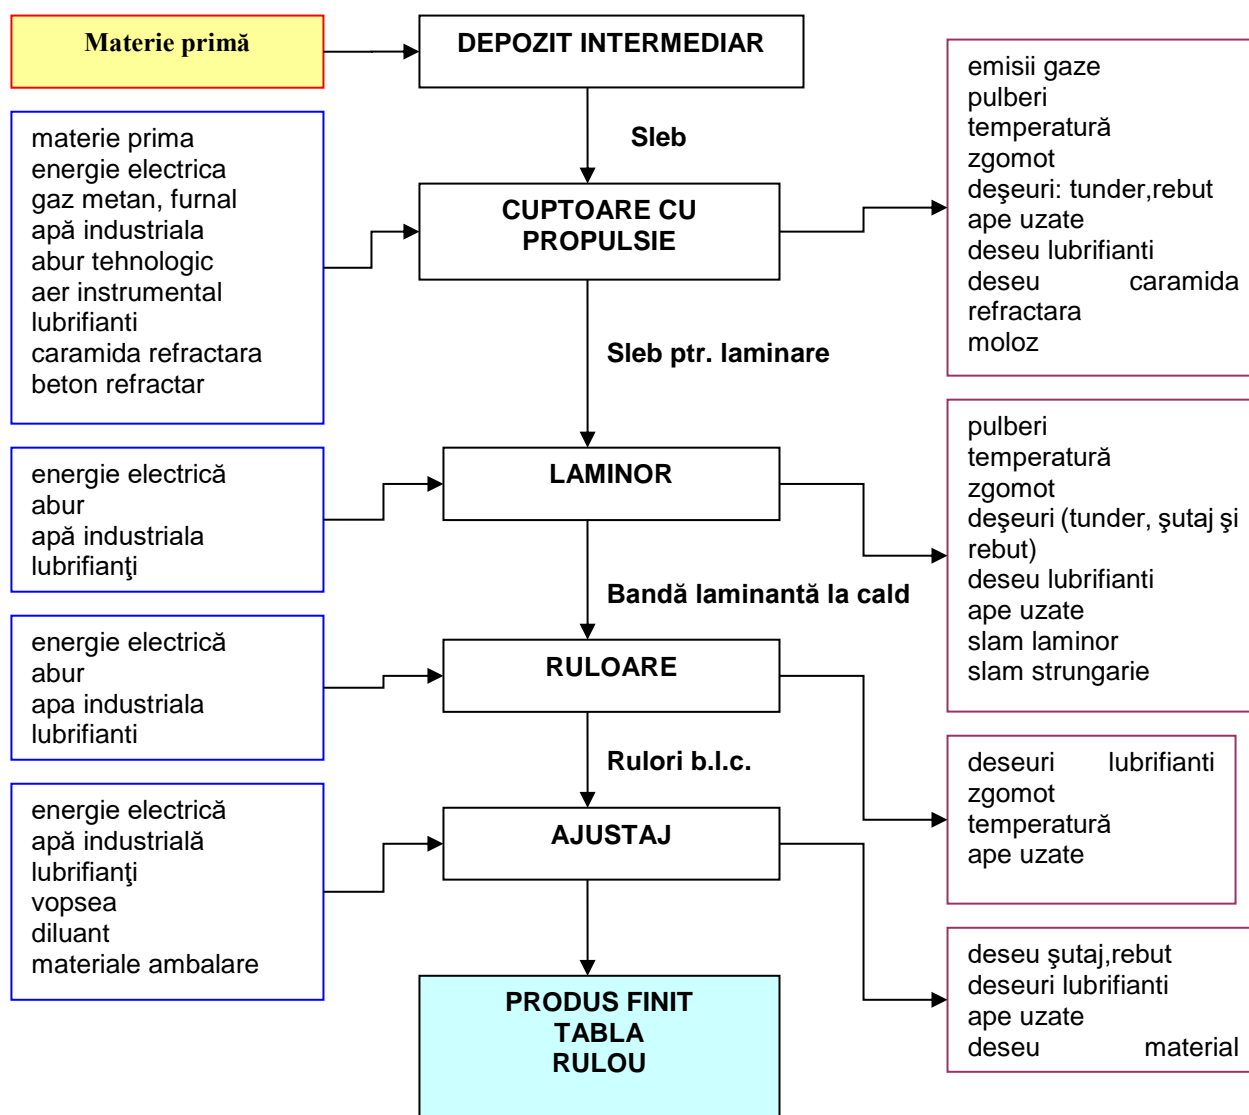 Materie primă
DEPOZIT INTERMEDIAR
Sleb
materie prima
energie electrica
gaz metan, furnal
apă industriala
abur tehnologic
aer instrumental
lubrifianti
caramida refractara
beton refractar
CUPTOARE CU
PROPULSIE
emisii gaze
pulberi
temperatură
zgomot
deşeuri: tunder,rebut
ape uzate
deseu lubrifianti
deseu caramida
refractara
moloz
Sleb ptr. laminare
energie electrică
abur
apă industriala
lubrifianţi
LAMINOR
pulberi
temperatură
zgomot
deşeuri (tunder, şutaj şi
rebut)
deseu lubrifianti
ape uzate
slam laminor
slam strungarie
Bandă laminantă la cald
energie electrică
abur
apa industriala
lubrifianti
RULOARE
deseuri lubrifianti
zgomot
temperatură
ape uzate
Rulori b.l.c.
energie electrică
apă industrială
lubrifianţi
vopsea
diluant
materiale ambalare
AJUSTAJ
deseu şutaj,rebut
deseuri lubrifianti
ape uzate
deseu material
PRODUS FINIT
TABLA
RULOU